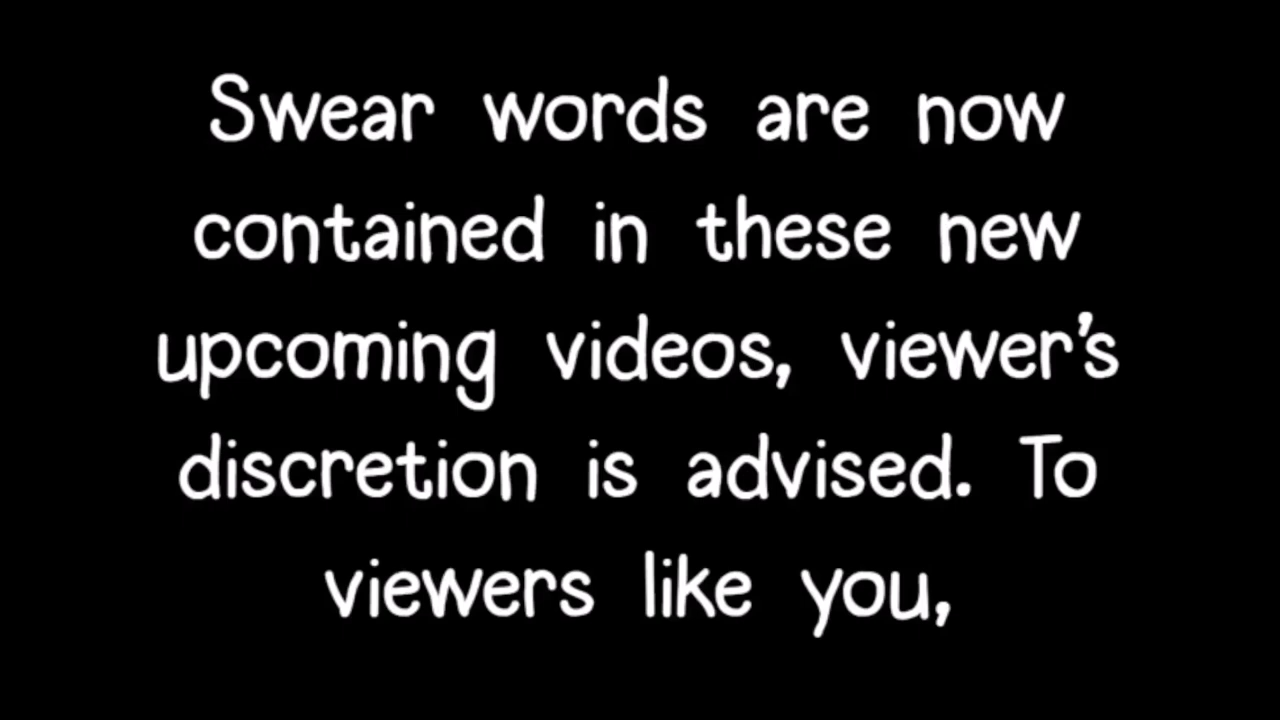 Swear words are now
contained in these new
upcoming videos, viewer's
discretion is advised. To
viewers like you,